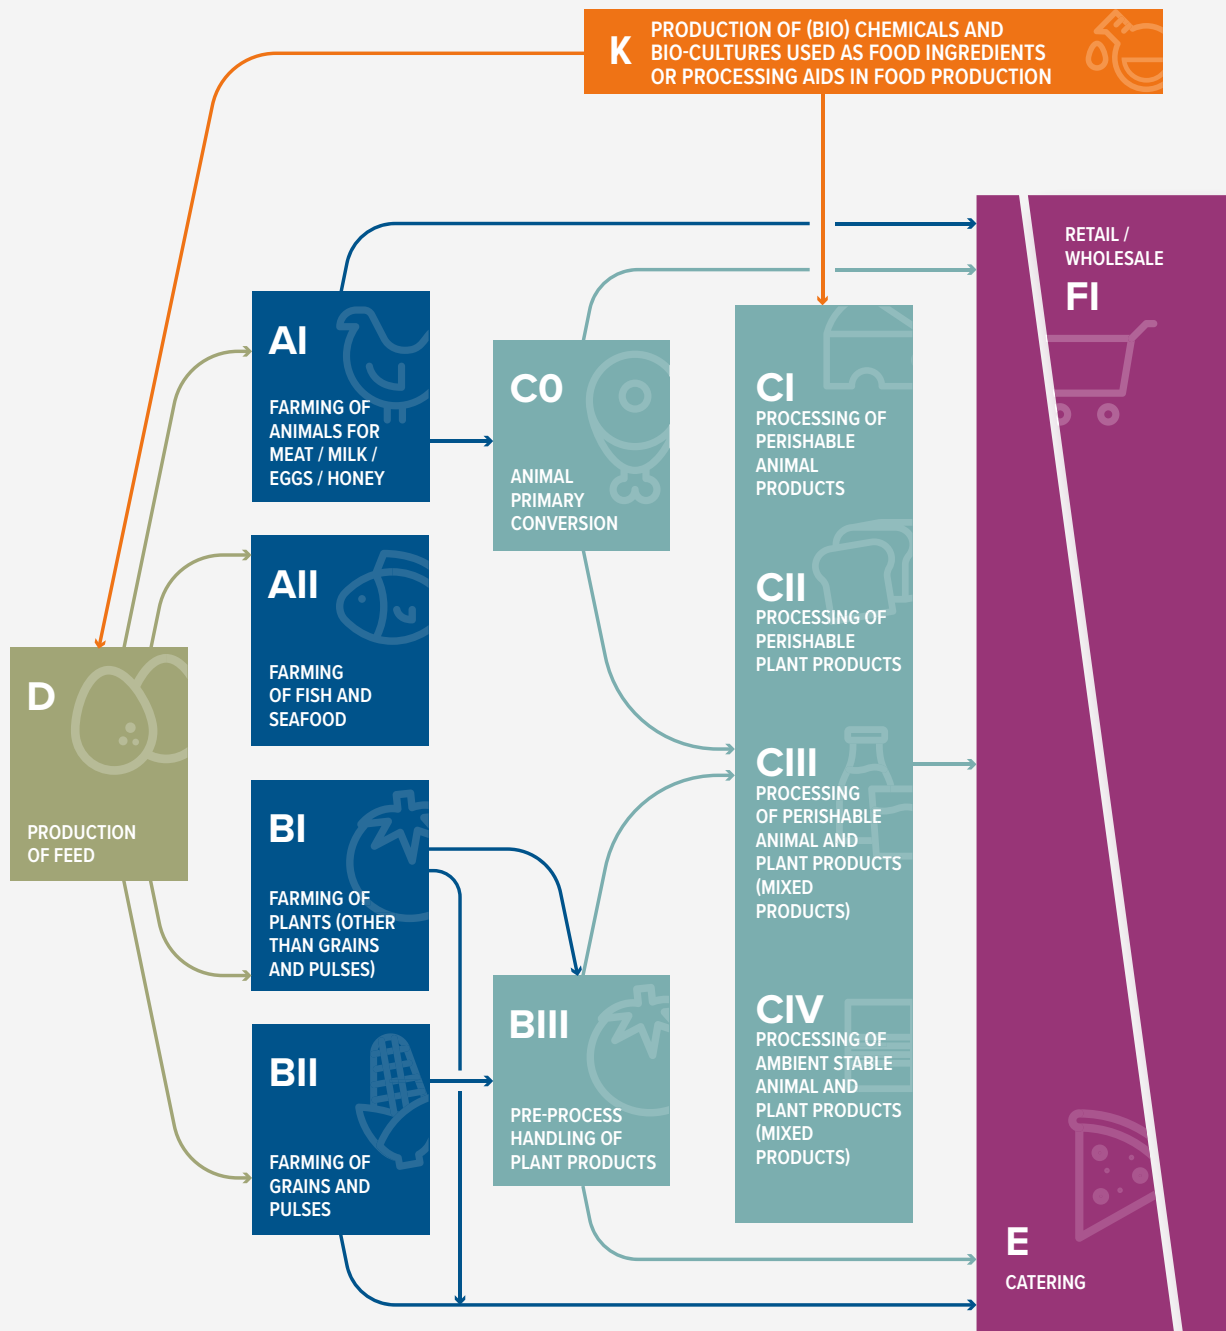 K
PRODUCTION OF (BIO) CHEMICALS AND
BIO-CULTURES USED AS FOOD INGREDIENTS
OR PROCESSING AIDS IN FOOD PRODUCTION
RETAIL /
WHOLESALE
FI
AI
FARMING OF
ANIMALS FOR
MEAT / MILK /
EGGS / HONEY
C0
ANIMAL
PRIMARY
CONVERSION
CI
PROCESSING OF
PERISHABLE
ANIMAL
PRODUCTS
AII
FARMING
OF FISH AND
SEAFOOD
CII
PROCESSING OF
PERISHABLE
PLANT PRODUCTS
D
PRODUCTION
OF FEED
BI
FARMING OF
PLANTS (OTHER
THAN GRAINS
AND PULSES)
CIII
PROCESSING
OF PERISHABLE
ANIMAL AND
PLANT PRODUCTS
(MIXED
PRODUCTS)
BII
FARMING OF
GRAINS AND
PULSES
BIII
PRE-PROCESS
HANDLING OF
PLANT PRODUCTS
CIV
PROCESSING OF
AMBIENT STABLE
ANIMAL AND
PLANT PRODUCTS
(MIXED
PRODUCTS)
E
CATERING